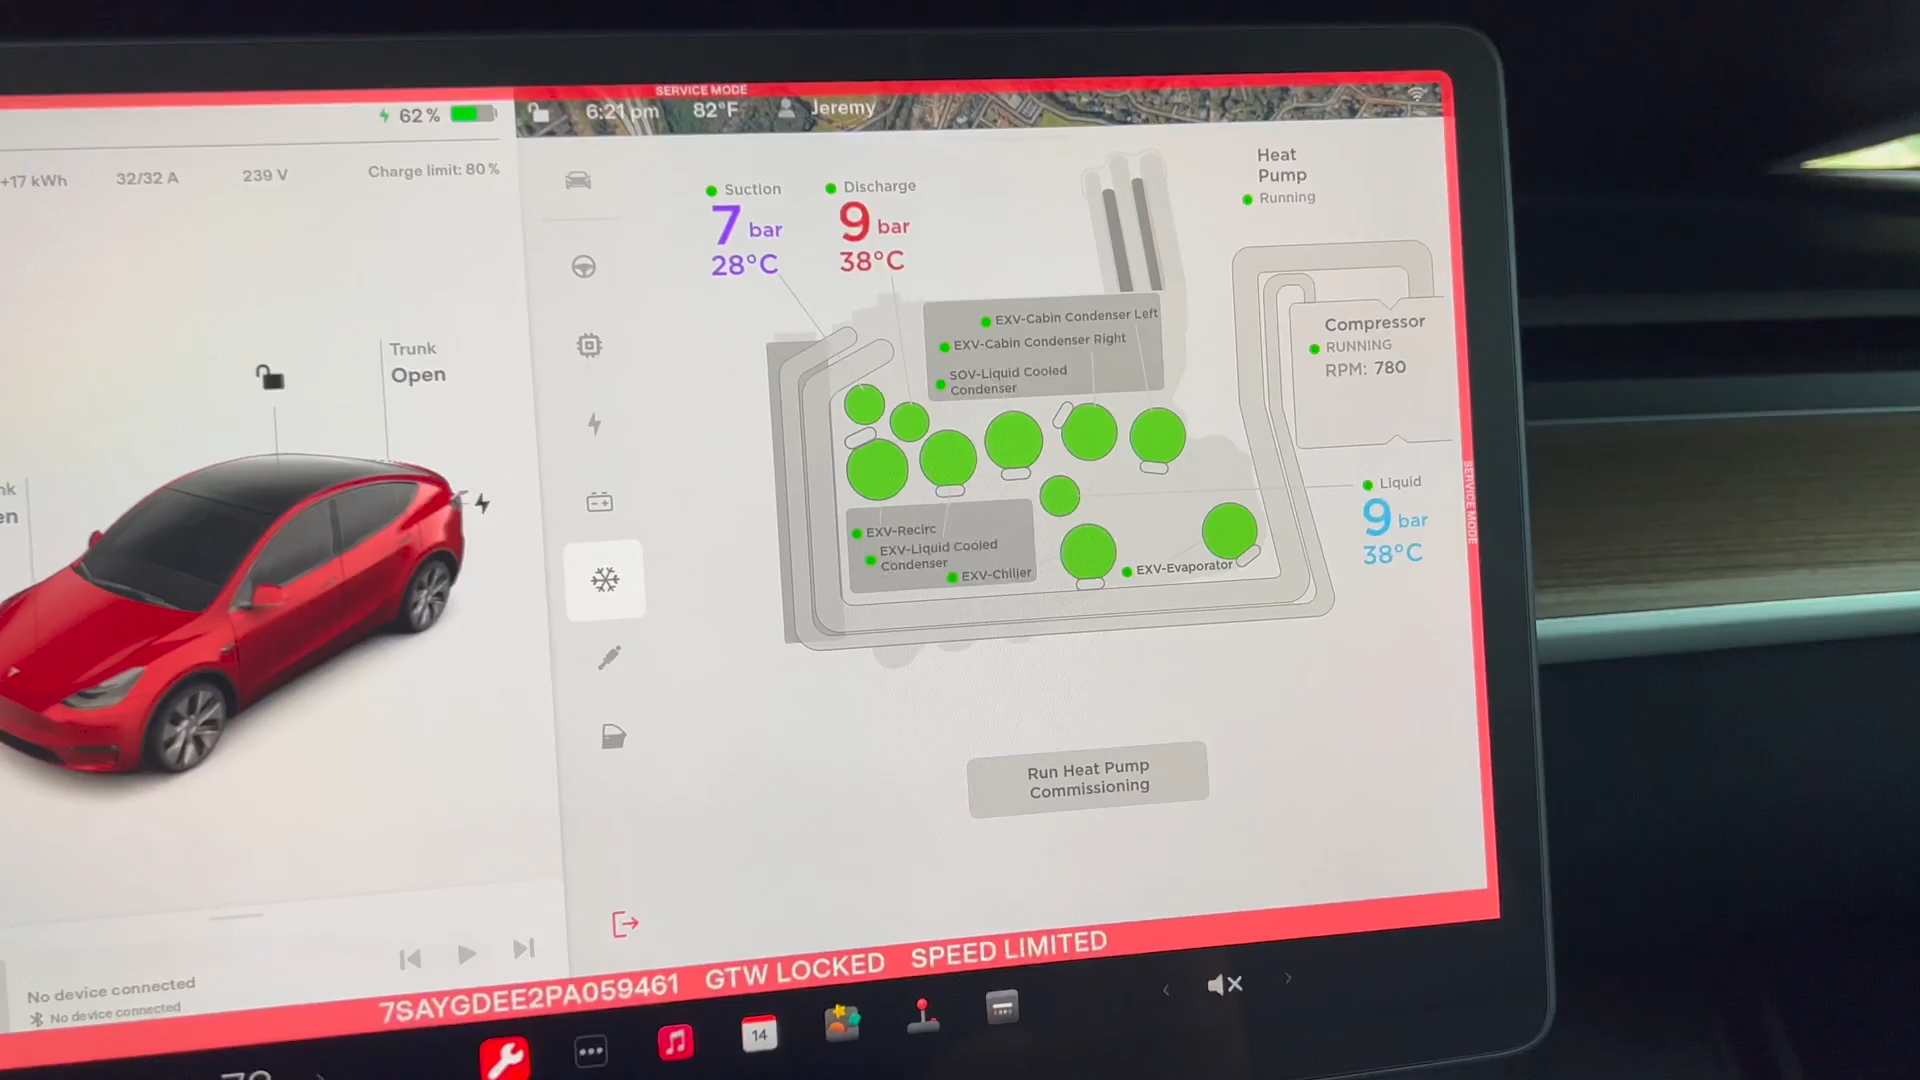 SERVICE MODE
62%
6:21 pm
82°F
Jeremy
+17 kWh
32/32 A
239 V
Charge limit: 80%
Suction
7 bar
28°C
Discharge
9 bar
38°C
Heat
Pump
Running
Trunk
Open
EXV-Cabin Condenser Left
EXV-Cabin Condenser Right
SOV-Liquid Cooled
Condenser
Compressor
RUNNING
RPM: 780
SERVICE MODE
Liquid
9 bar
38°C
EXV-Recirc
EXV-Liquid Cooled
Condenser
EXV-Chiller
EXV-Evaporator
Run Heat Pump
Commissioning
No device connected
No device connected
7SAYGDEE2PA059461 GTW LOCKED SPEED LIMITED
14